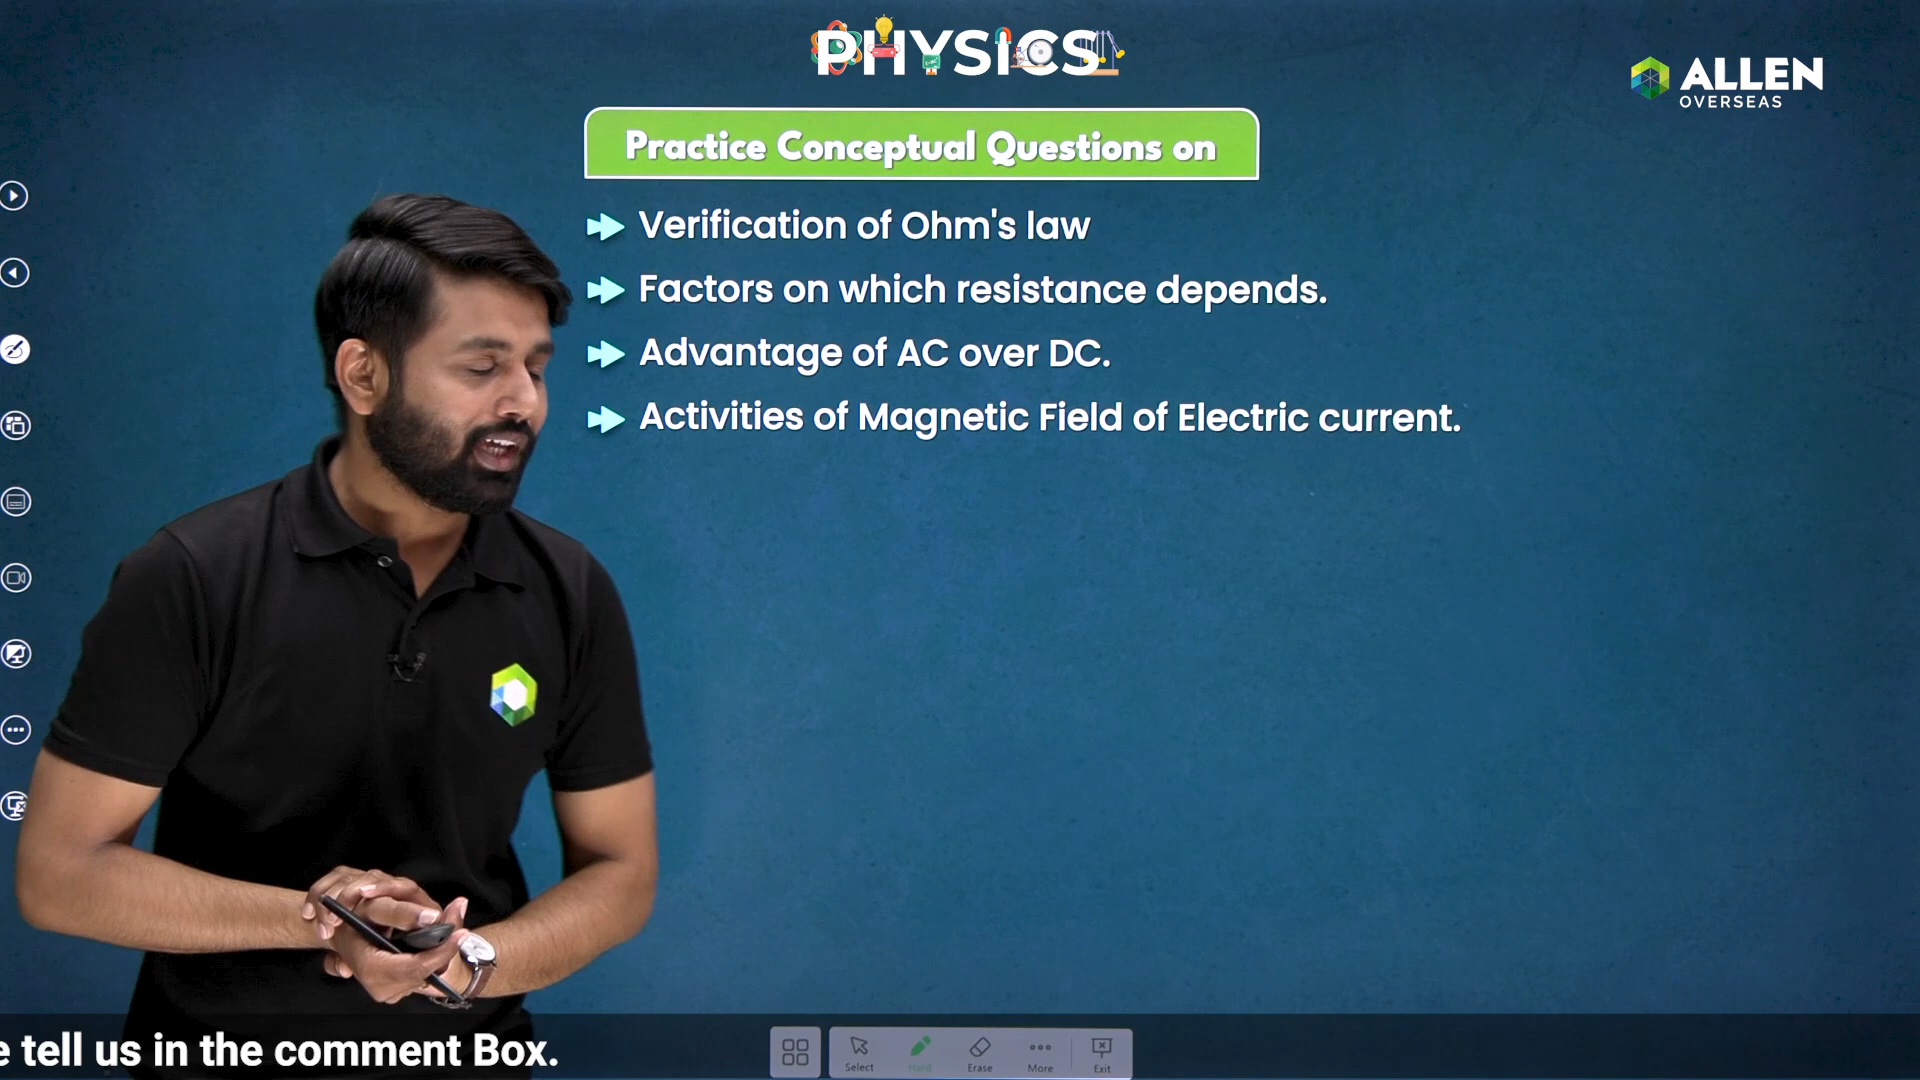 PHYSICS
ALLEN
OVERSEAS
Practice Conceptual Questions on
Verification of Ohm's law
Factors on which resistance depends.
Advantage of AC over DC.
Activities of Magnetic Field of Electric current.
e tell us in the comment Box.
Select
Hard
Erase
More
Exit